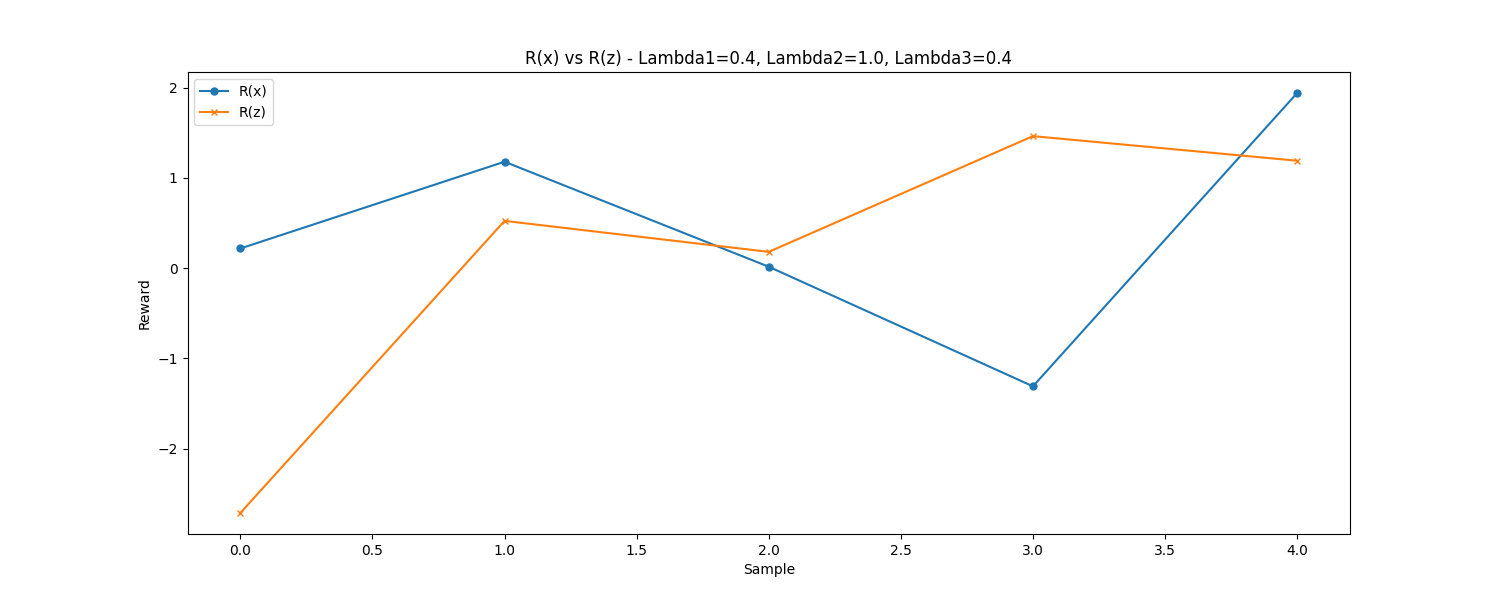 R(x) vs R(z) - Lambda1=0.4, Lambda2=1.0, Lambda3=0.4
R(x)
R(z)
Reward
2
1
0
−1
−2
0.0 0.5 1.0 1.5 2.0 2.5 3.0 3.5 4.0
Sample